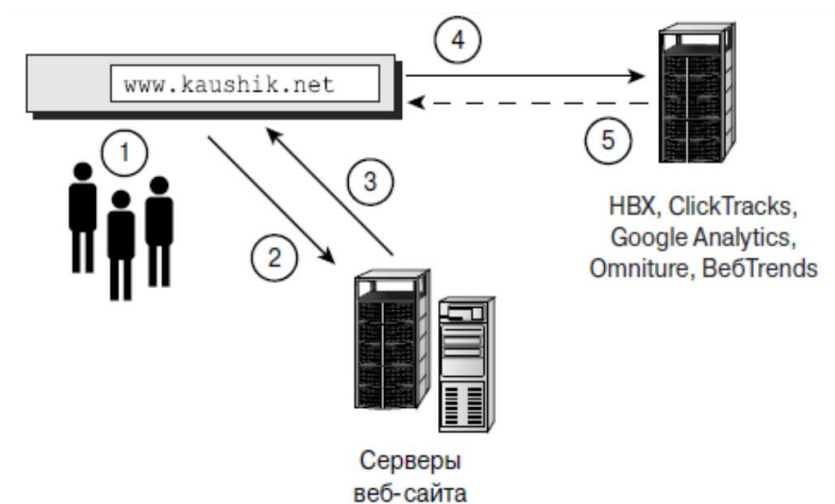 4
www.kaushik.net
1
5
3
2
HBX, ClickTracks,
Google Analytics,
Omniture, ВебTrends
Серверы
веб-сайта